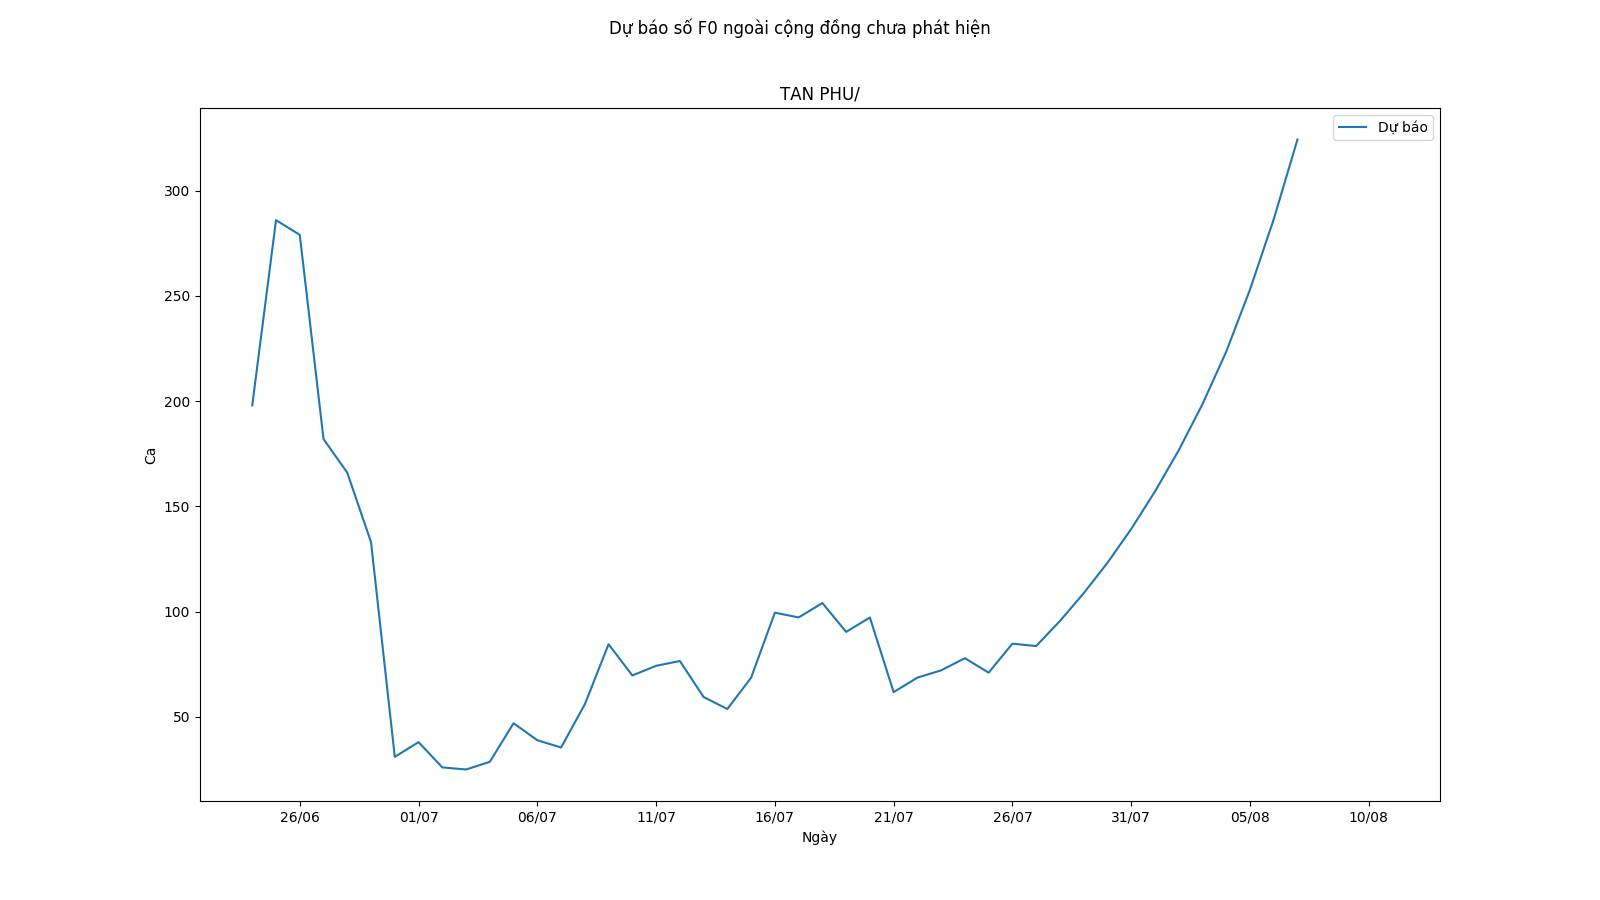 Dự báo số F0 ngoài cộng đồng chưa phát hiện
TAN PHU/
Dự báo
300
250
200
150
100
50
Ca
26/06 01/07 06/07 11/07 16/07 21/07 26/07 31/07 05/08 10/08
Ngày